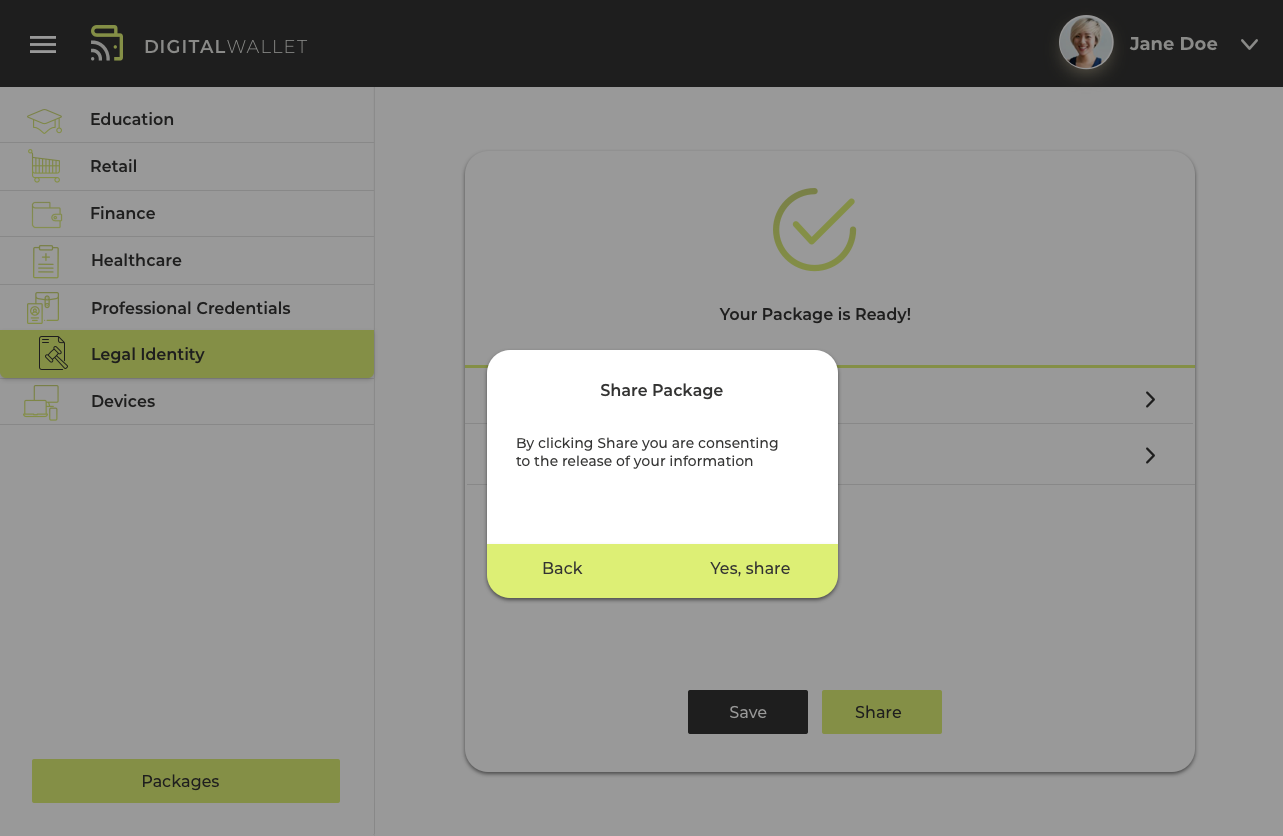 DIGITALWALLET
Jane Doe
Education
Retail
Finance
Healthcare
Professional Credentials
Legal Identity
Devices
Packages
Your Package is Ready!
Share Package
By clicking Share you are consenting
to the release of your information
Back
Yes, share
Save
Share